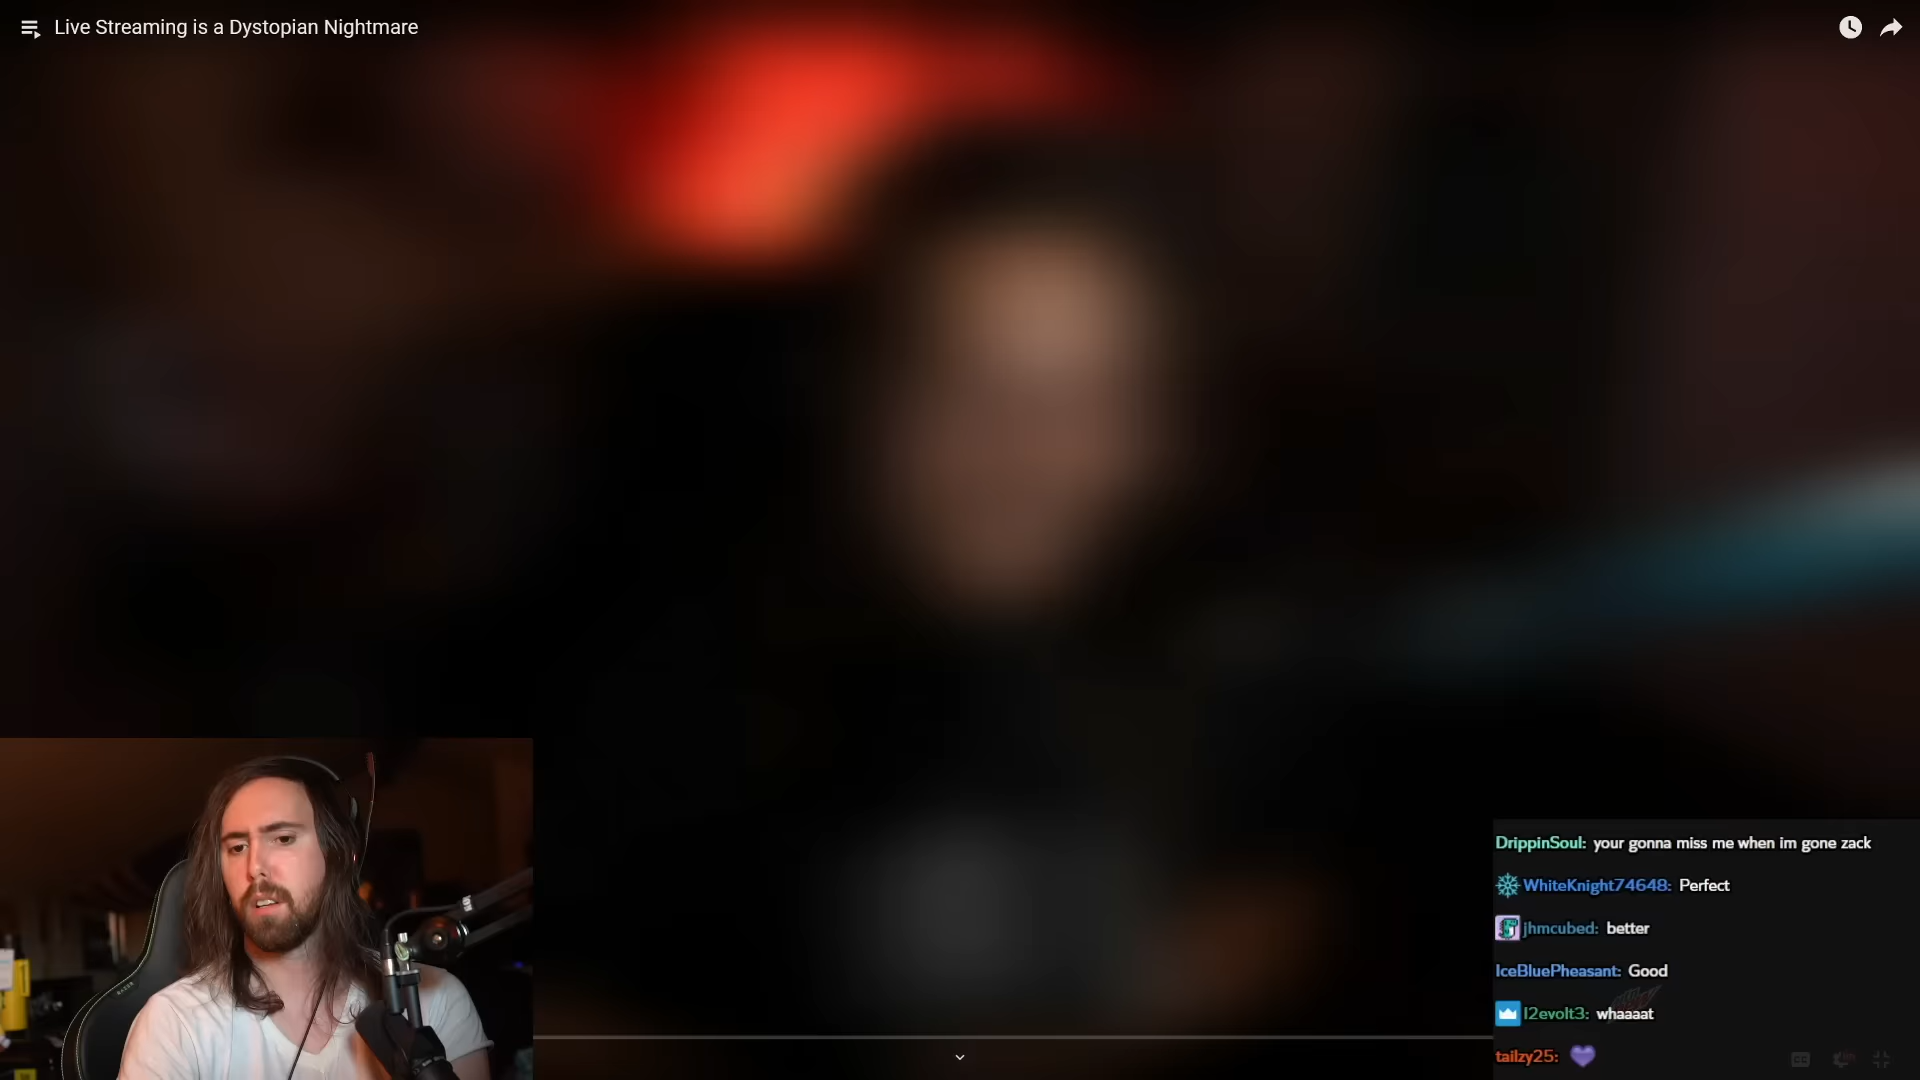 Live Streaming is a Dystopian Nightmare
DrippinSoul: your gonna miss me when im gone zack
WhiteKnight74648: Perfect
jhmcubed: better
IceBluePheasant: Good
l2evolt3: whaaaat
tailzy25: